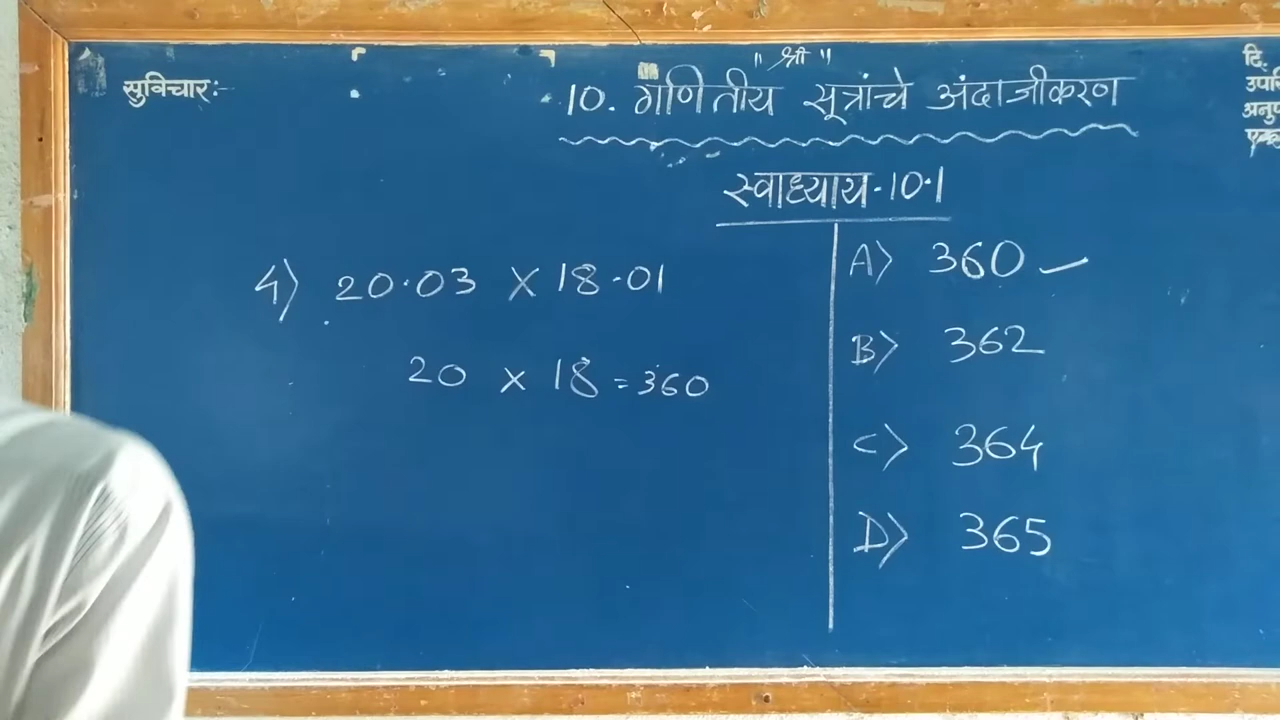 सुविचार:-
" श्री "
10. गणितीय सूत्रांचे अंदाजीकरण
स्वाध्याय-10.1
4) 20.03 X 18.01
20 x 18 = 360
A) 360
B) 362
C) 364
D) 365
दि.